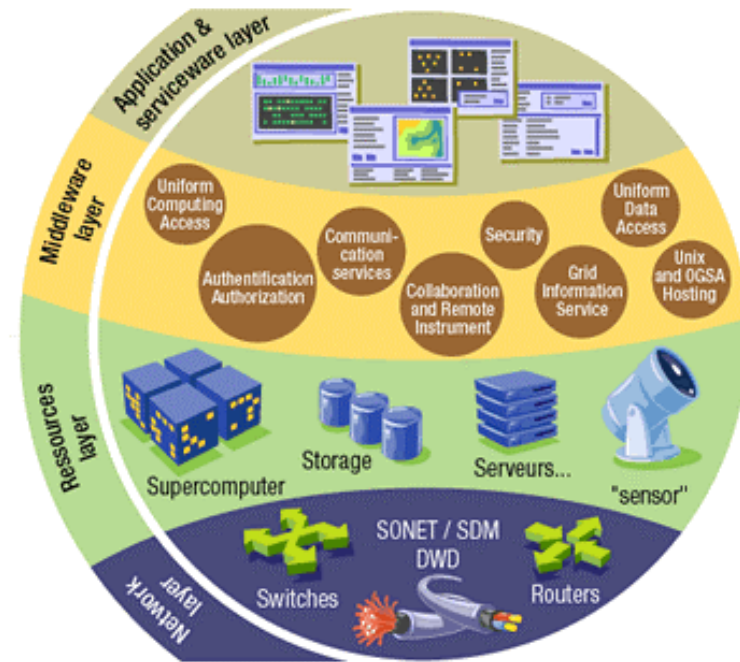 Application &
serviceware layer
Middleware
layer
Uniform
Computing
Access
Authentification
Authorization
Communi-
cation
services
Collaboration
and Remote
Instrument
Security
Grid
Information
Service
Uniform
Data
Access
Unix
and OGSA
Hosting
Ressources
layer
Supercomputer
Storage
Serveurs...
"sensor"
Network
layer
Switches
SONET / SDM
DWD
Routers